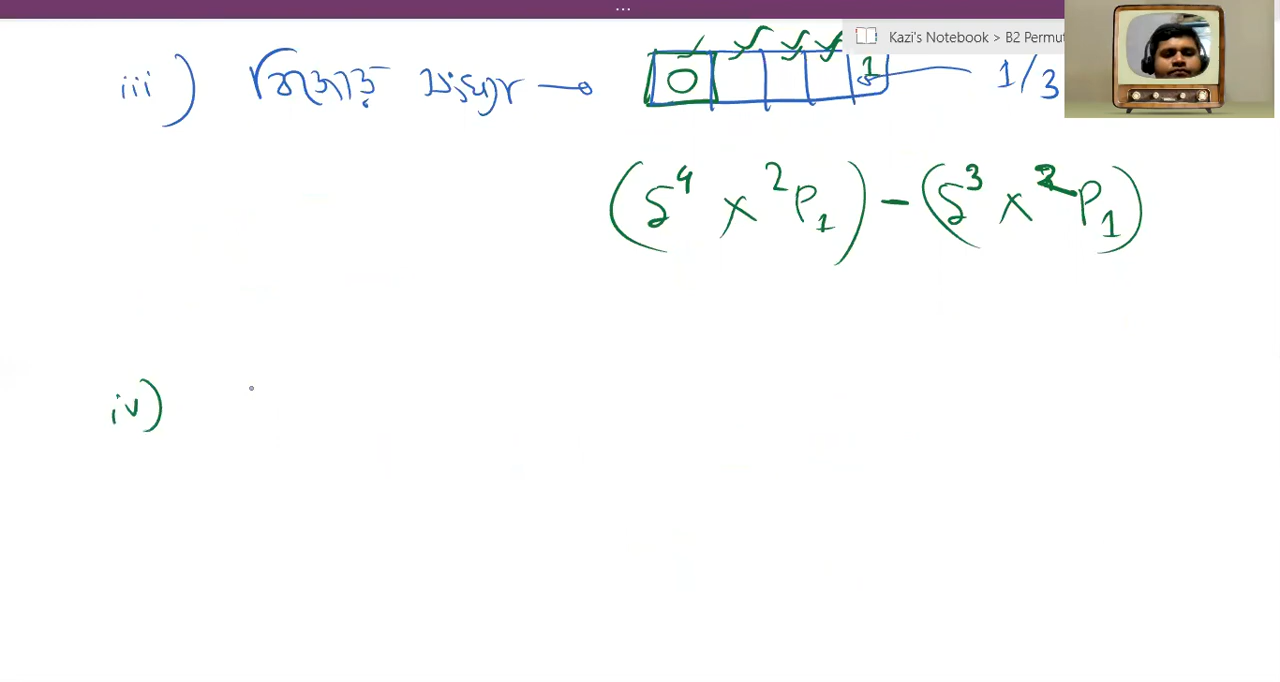 ...
Kazi's Notebook > B2 Permut
iii) বিজোড় সংখ্যা → 0 1 1/3
(5⁴ × ²P₁) - (5³ × ²P₁)
iv)